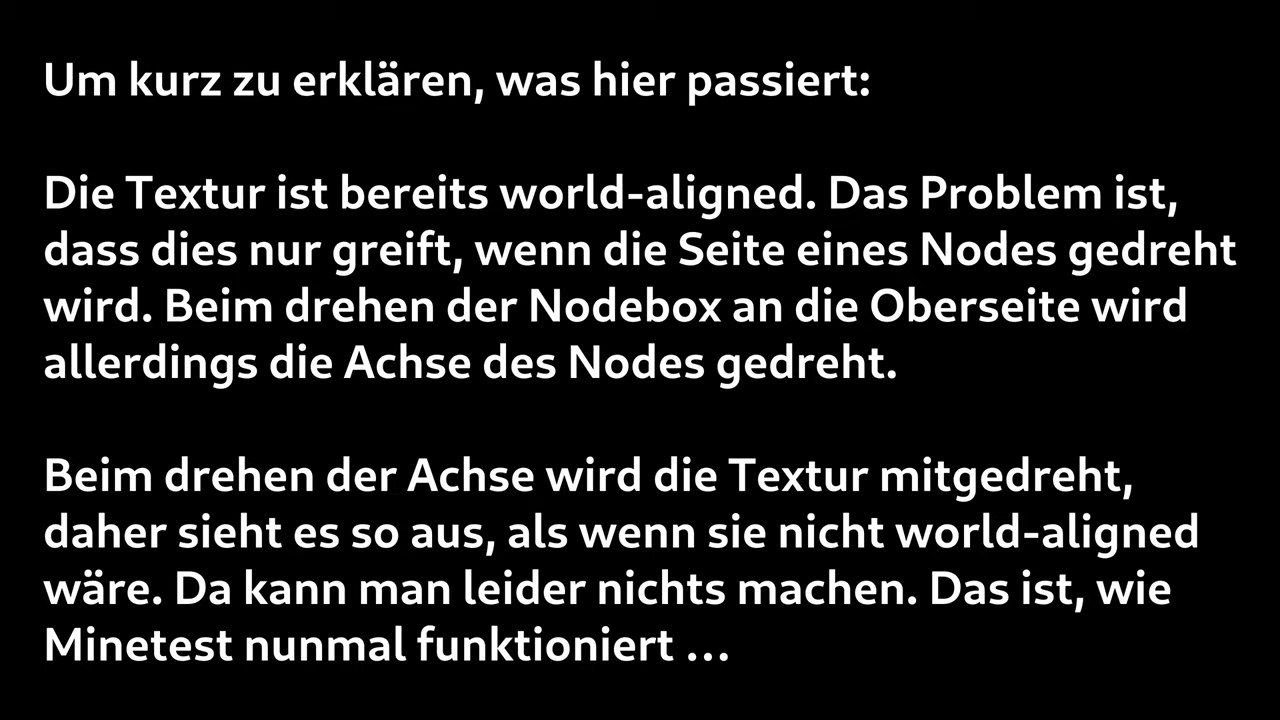 Um kurz zu erklären, was hier passiert:
Die Textur ist bereits world-aligned. Das Problem ist,
dass dies nur greift, wenn die Seite eines Nodes gedreht
wird. Beim drehen der Nodebox an die Oberseite wird
allerdings die Achse des Nodes gedreht.
Beim drehen der Achse wird die Textur mitgedreht,
daher sieht es so aus, als wenn sie nicht world-aligned
wäre. Da kann man leider nichts machen. Das ist, wie
Minetest nunmal funktioniert …